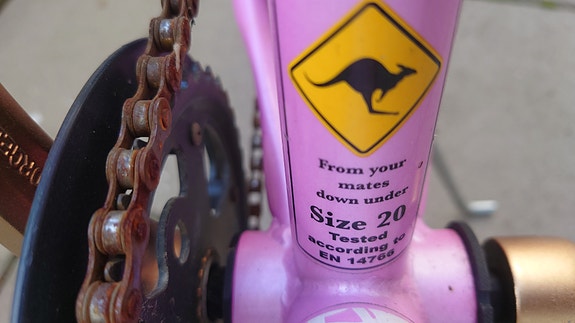 From your
mates
down under
Size 20
Tested
according to
EN 14766